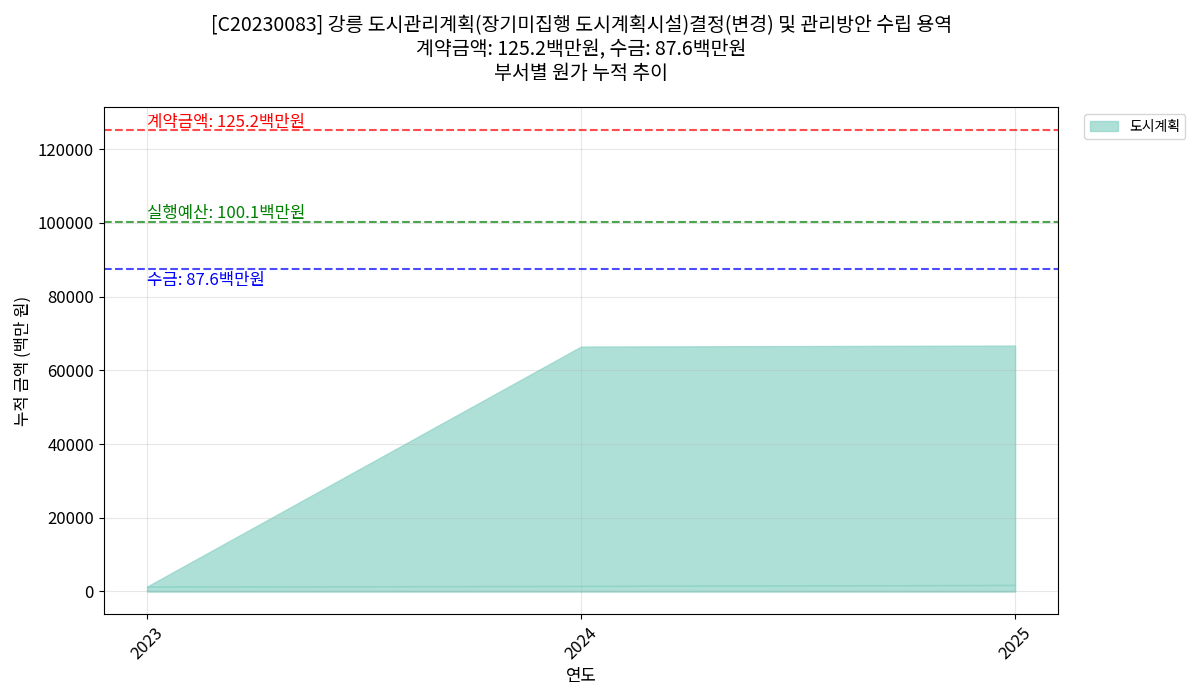 [C20230083] 강릉 도시관리계획(장기미집행 도시계획시설)결정(변경) 및 관리방안 수립 용역
계약금액: 125.2백만원, 수금: 87.6백만원
부서별 원가 누적 추이
계약금액: 125.2백만원
도시계획
120000
실행예산: 100.1백만원
100000
수금: 87.6백만원
80000
60000
40000
20000
0
누적 금액 (백만 원)
2023
2024
2025
연도